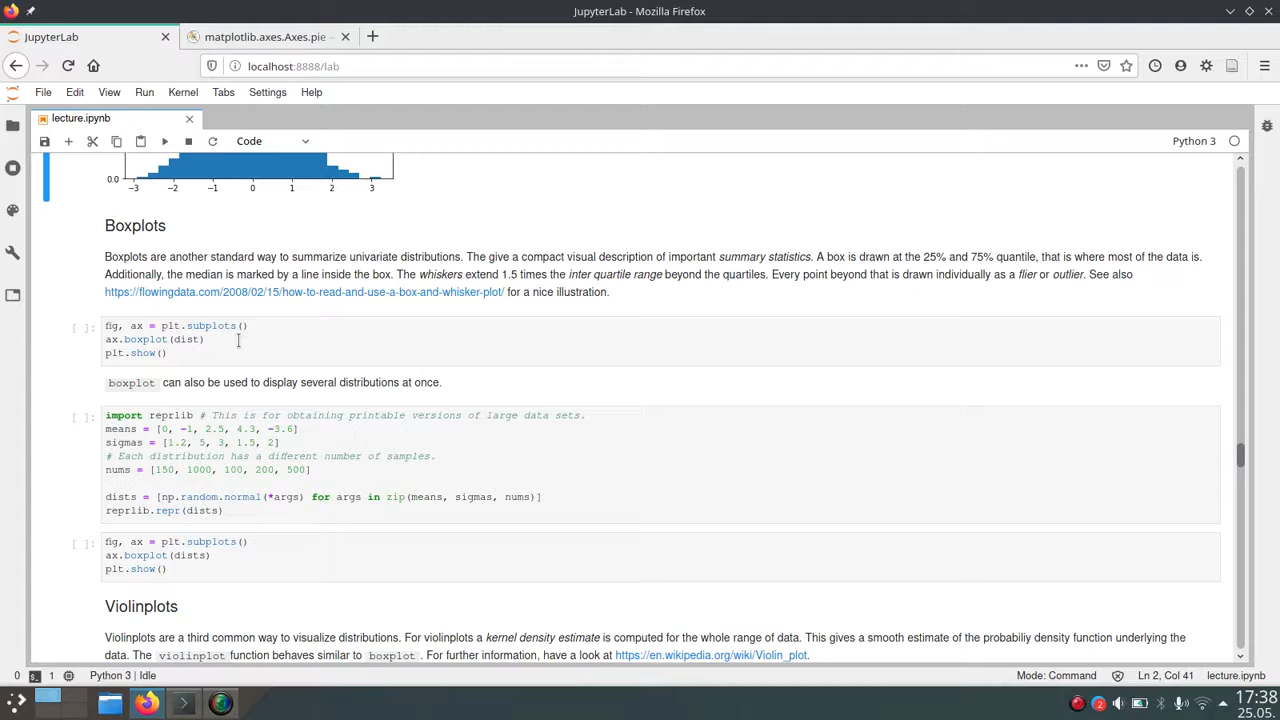 JupyterLab - Mozilla Firefox
JupyterLab
matplotlib.axes.Axes.pie —
localhost:8888/lab
File Edit View Run Kernel Tabs Settings Help
lecture.ipynb
Code
Python 3
0.0
−3 −2 −1 0 1 2 3
Boxplots
Boxplots are another standard way to summarize univariate distributions. The give a compact visual description of important summary statistics. A box is drawn at the 25% and 75% quantile, that is where most of the data is.
Additionally, the median is marked by a line inside the box. The whiskers extend 1.5 times the inter quartile range beyond the quartiles. Every point beyond that is drawn individually as a flier or outlier. See also
https://flowingdata.com/2008/02/15/how-to-read-and-use-a-box-and-whisker-plot/ for a nice illustration.
[ ]: fig, ax = plt.subplots()
ax.boxplot(dist)
plt.show()
boxplot can also be used to display several distributions at once.
[ ]: import reprlib # This is for obtaining printable versions of large data sets.
means = [0, -1, 2.5, 4.3, -3.6]
sigmas = [1.2, 5, 3, 1.5, 2]
# Each distribution has a different number of samples.
nums = [150, 1000, 100, 200, 500]
dists = [np.random.normal(*args) for args in zip(means, sigmas, nums)]
reprlib.repr(dists)
[ ]: fig, ax = plt.subplots()
ax.boxplot(dists)
plt.show()
Violinplots
Violinplots are a third common way to visualize distributions. For violinplots a kernel density estimate is computed for the whole range of data. This gives a smooth estimate of the probabiliy density function underlying the
data. The violinplot function behaves similar to boxplot . For further information, have a look at https://en.wikipedia.org/wiki/Violin_plot.
0 1 Python 3 | Idle
Mode: Command Ln 2, Col 41 lecture.ipynb
2
17:38
25.05.